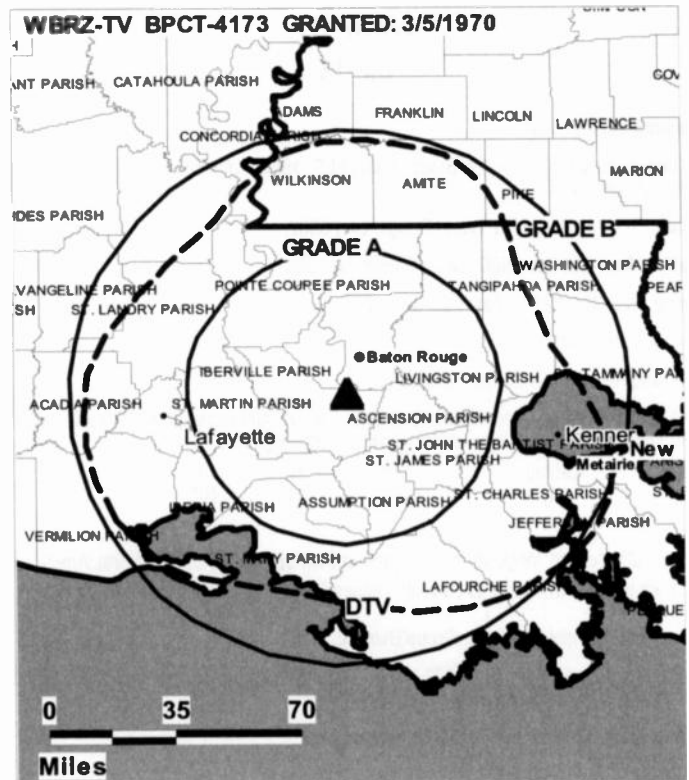 WBRZ-TV BPCT-4173 GRANTED: 3/5/1970
CATAHOULA PARISH
ADAMS
FRANKLIN
LINCOLN
LAWRENCE
CONCORDIA PARISH
WILKINSON
AMITE
PIKE
MARION
GRADE A
GRADE B
WASHINGTON PARISH
POINTE COUPEE PARISH
TANGIPAHOA PARISH
ST. LANDRY PARISH
Baton Rouge
IBERVILLE PARISH
LIVINGSTON PARISH
ACADIA PARISH
ST. MARTIN PARISH
ASCENSION PARISH
Lafayette
ST. JOHN THE BAPTIST PARISH
Kenner
New
ST. JAMES PARISH
Metairie
ASSUMPTION PARISH
ST. CHARLES PARISH
IBERIA PARISH
JEFFERSON PARISH
VERMILION PARISH
ST. MARY PARISH
LAFOURCHE PARISH
DTV
0 35 70
Miles